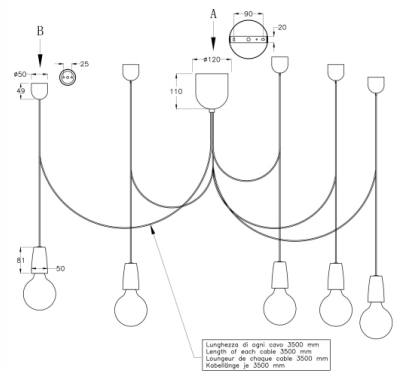 A
90
20
B
ø50
25
ø120
49
110
81
50
Lunghezza di ogni cavo 3500 mm
Length of each cable 3500 mm
Loungeur de chaque cable 3500 mm
Kabellänge je 3500 mm